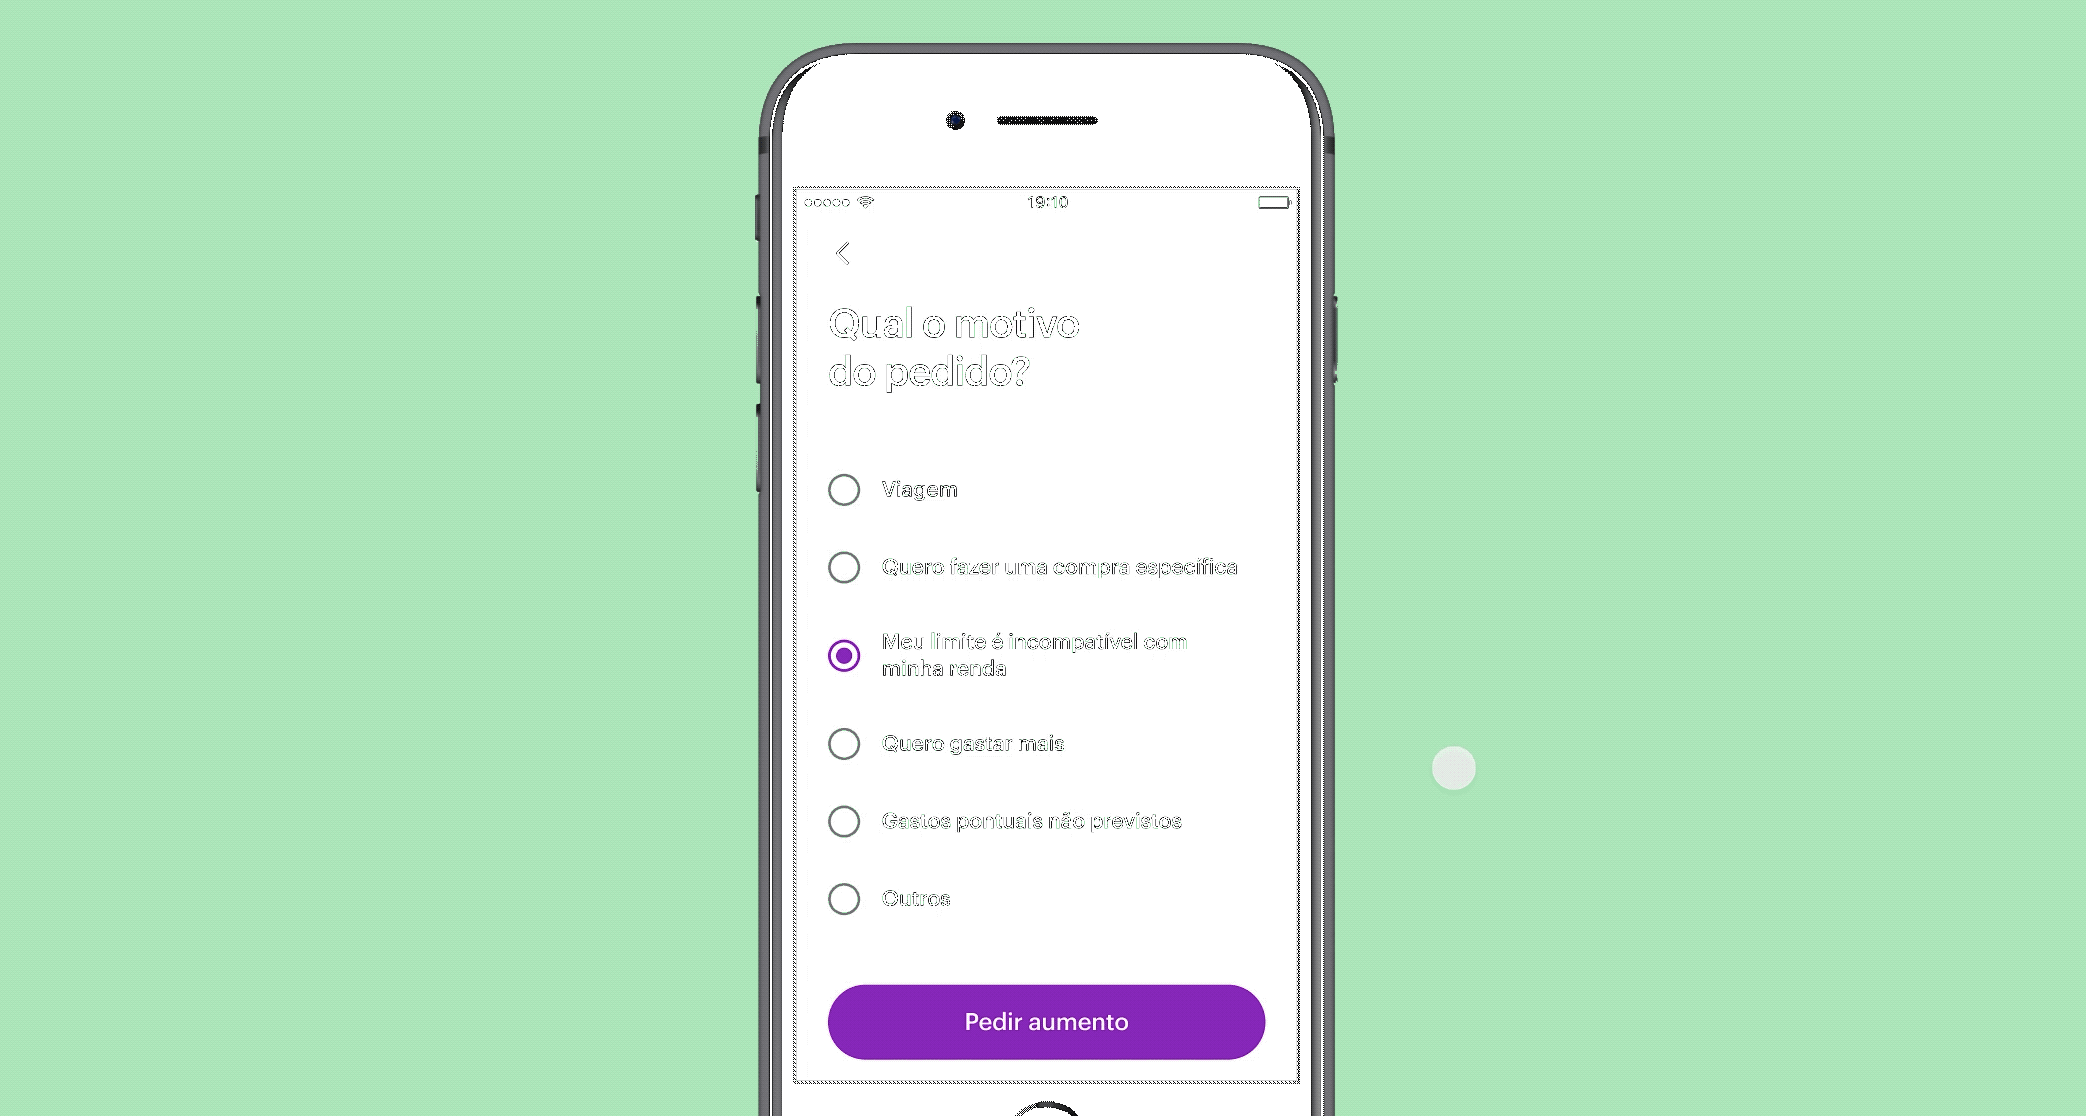 19:10
Qual o motivo
do pedido?
Viagem
Quero fazer uma compra específica
Meu limite é incompatível com
minha renda
Quero gastar mais
Gastos pontuais não previstos
Outros
Pedir aumento